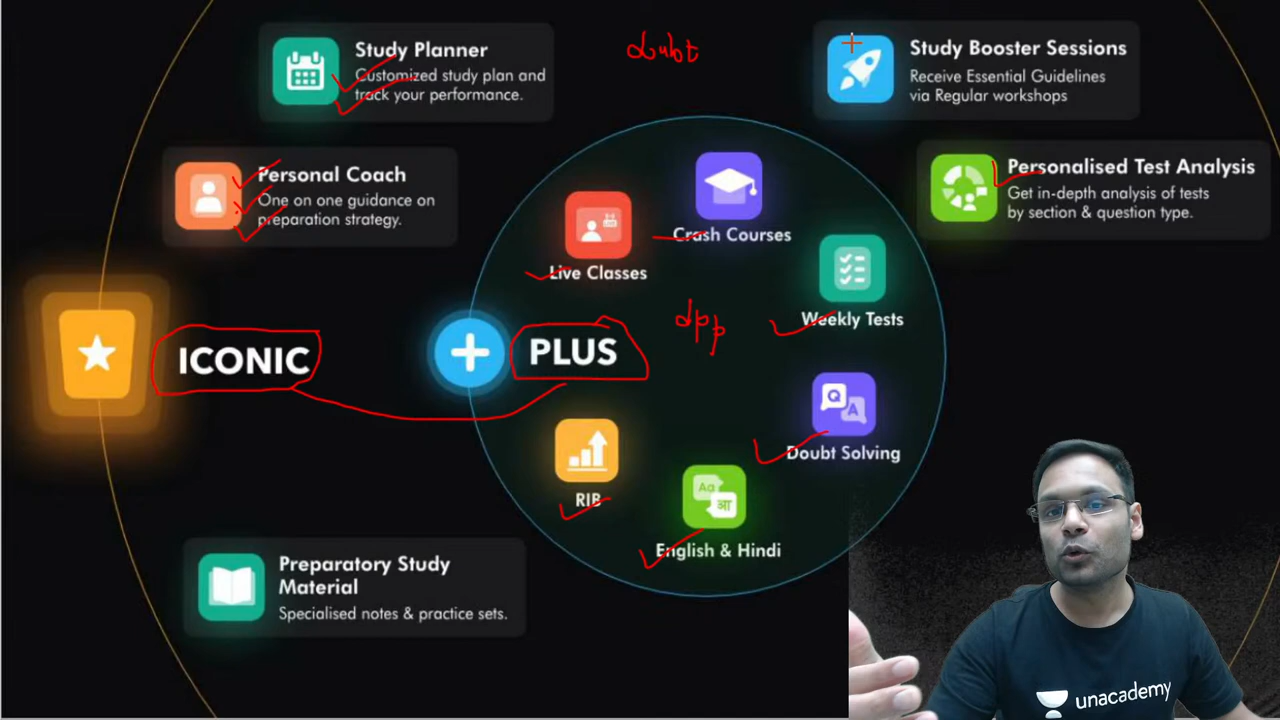 Study Planner
Customized study plan and
track your performance.
doubt
Study Booster Sessions
Receive Essential Guidelines
via Regular workshops
Personal Coach
One on one guidance on
preparation strategy.
Personalised Test Analysis
Get in-depth analysis of tests
by section & question type.
Crash Courses
Live Classes
Weekly Tests
ICONIC
PLUS
dpp
Q
A
Doubt Solving
RIB
Aa
आ
English & Hindi
Preparatory Study
Material
Specialised notes & practice sets.
unacademy